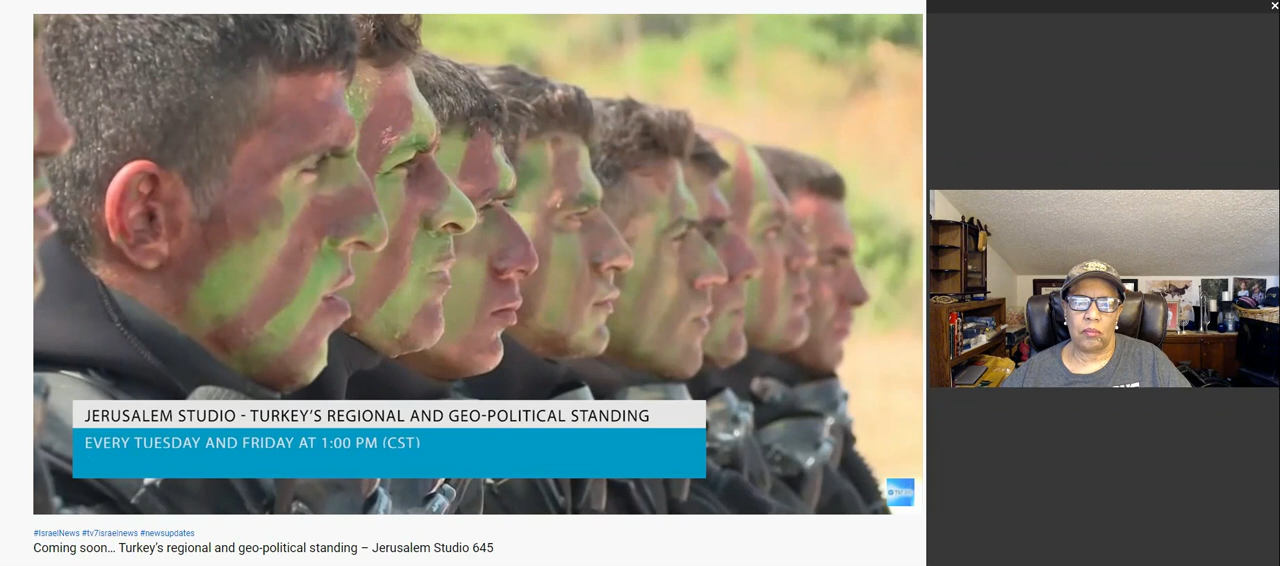 JERUSALEM STUDIO - TURKEY'S REGIONAL AND GEO-POLITICAL STANDING
EVERY TUESDAY AND FRIDAY AT 1:00 PM (CST)
#IsraelNews #tv7israelnews #newsupdates
Coming soon... Turkey's regional and geo-political standing – Jerusalem Studio 645